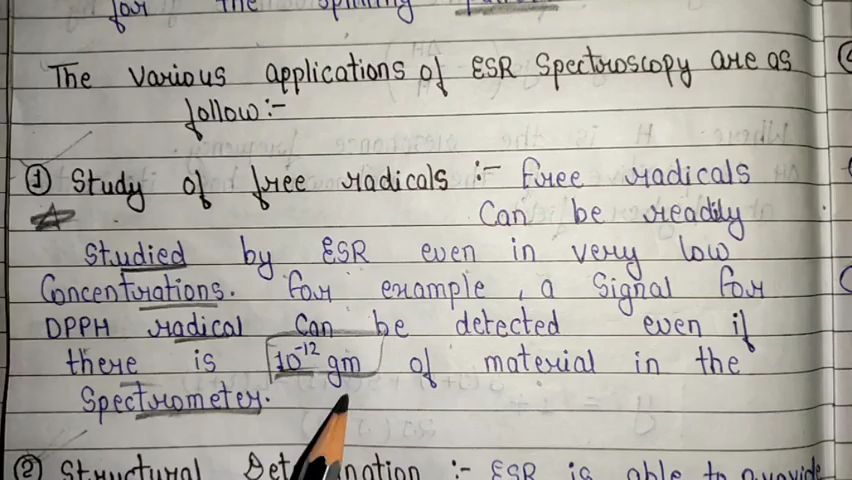 for the
The various applications of ESR Spectroscopy are as
follow:-
① Study of free radicals :- Free radicals
Can be readily
Studied by ESR even in very low
Concentrations. For example, a Signal for
DPPH radical can be detected even if
there is 10⁻¹² gm of material in the
Spectrometer.
② Structural :- ESR is able to